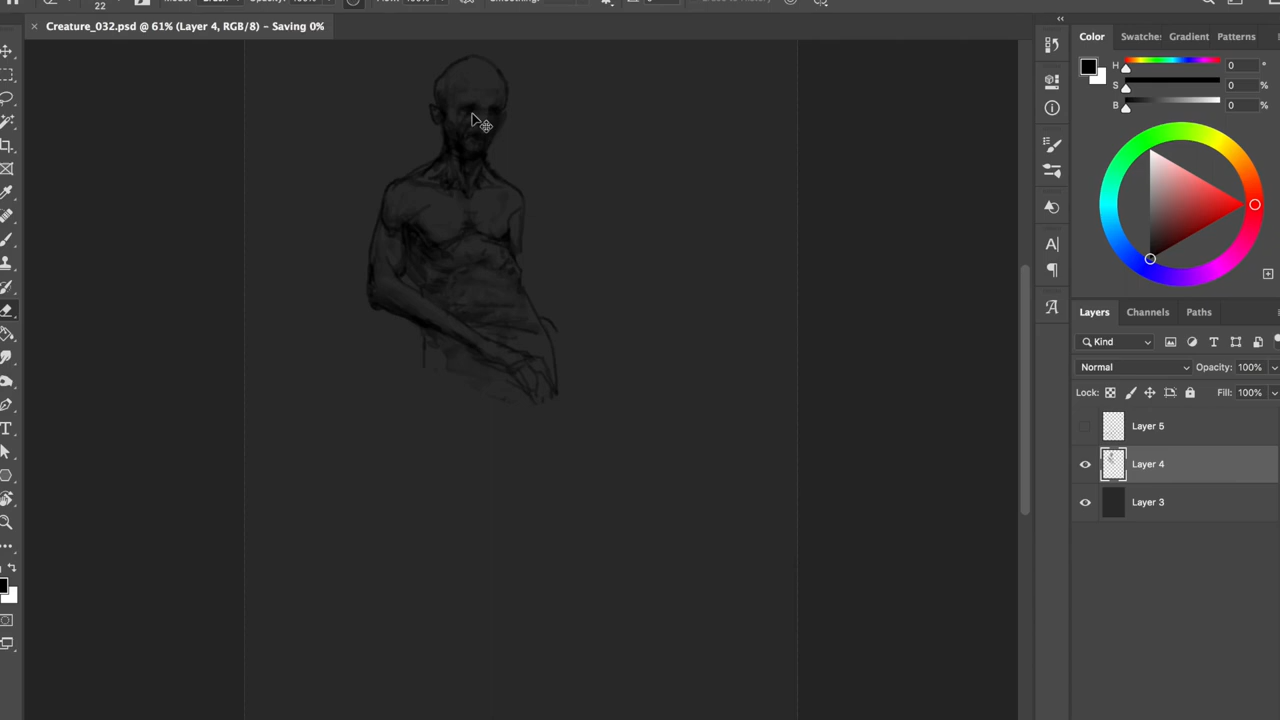 22
Creature_032.psd @ 61% (Layer 4, RGB/8) – Saving 0%
Color Swatche: Gradient Patterns
H 0 °
S 0 %
B 0 %
Layers Channels Paths
Kind
Normal Opacity: 100%
Lock: Fill: 100%
Layer 5
Layer 4
Layer 3